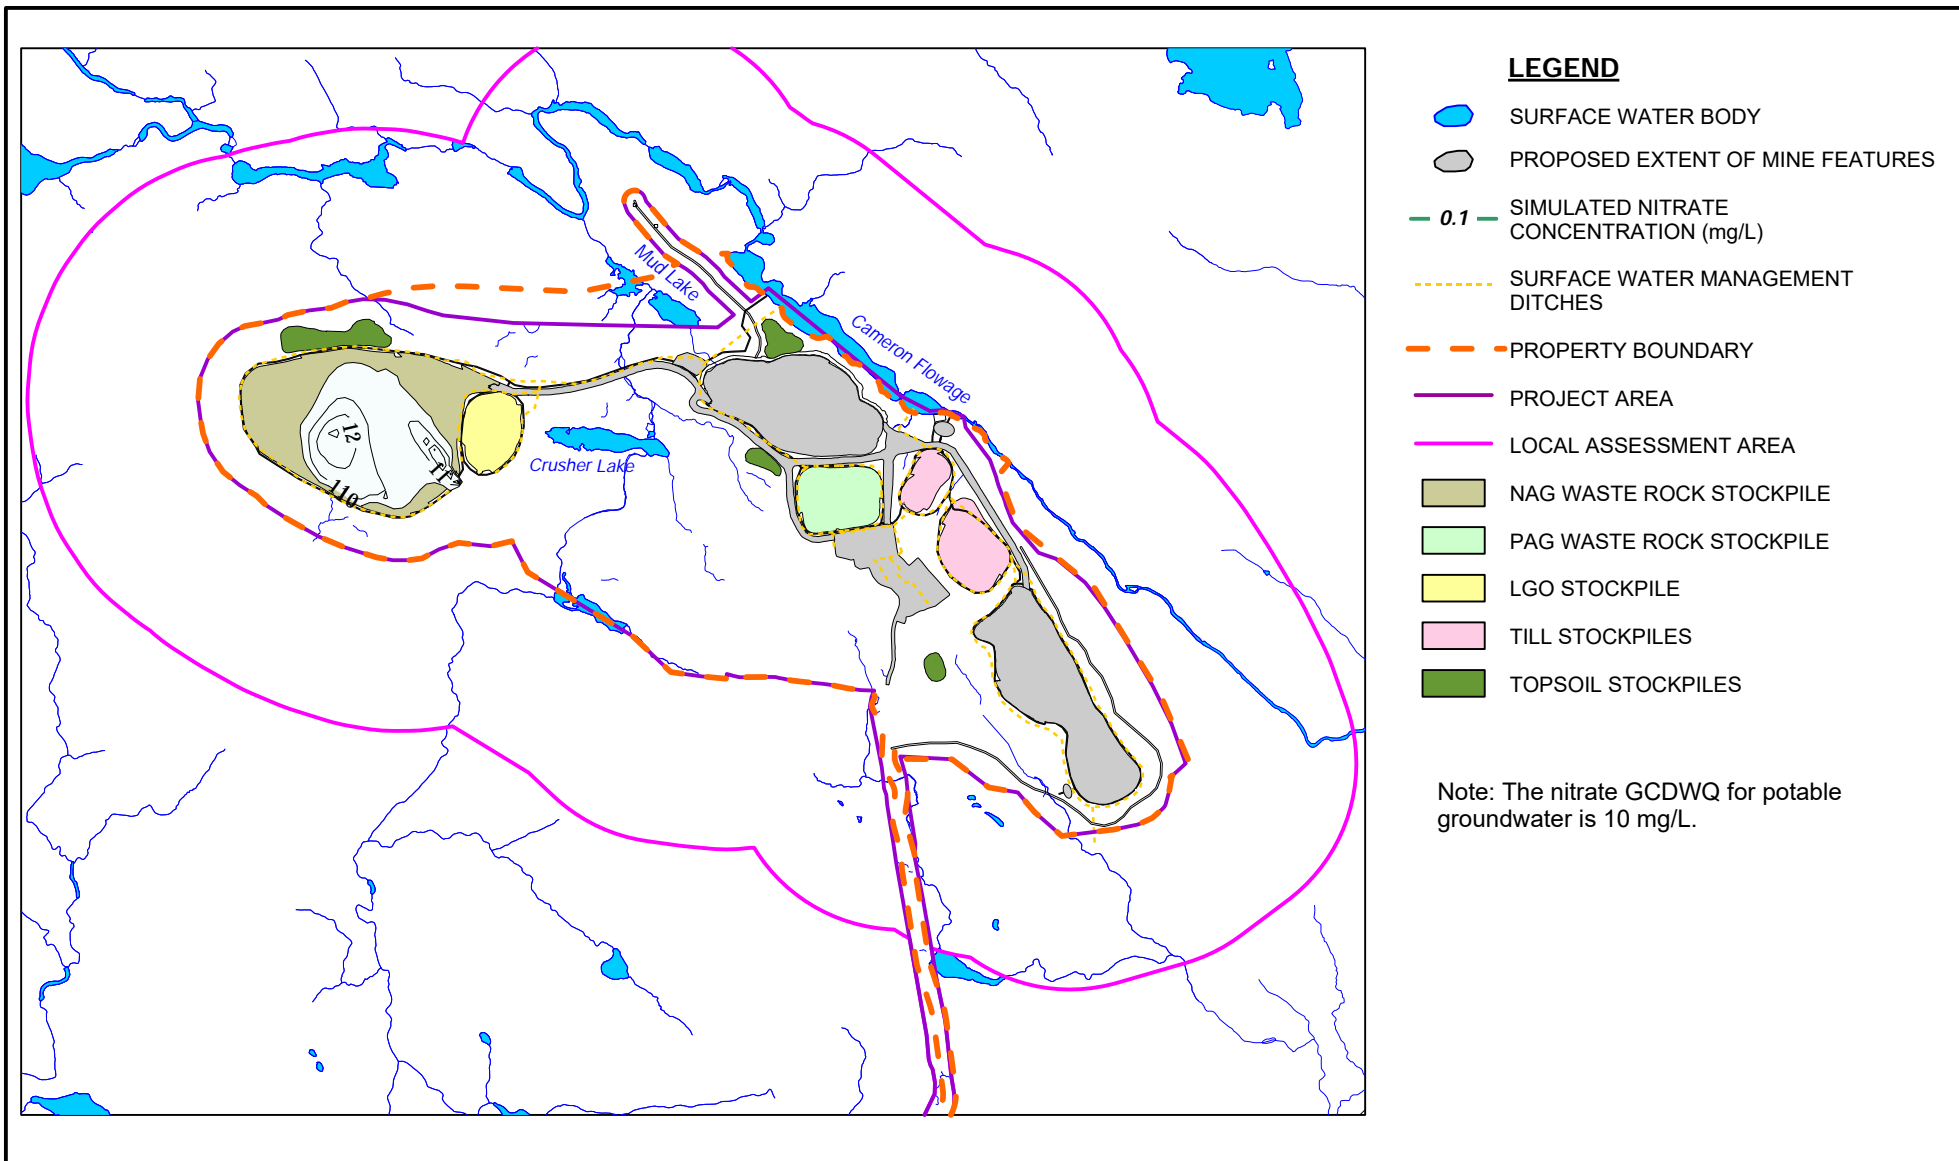 LEGEND
SURFACE WATER BODY
PROPOSED EXTENT OF MINE FEATURES
0.1
SIMULATED NITRATE
CONCENTRATION (mg/L)
SURFACE WATER MANAGEMENT
DITCHES
PROPERTY BOUNDARY
PROJECT AREA
LOCAL ASSESSMENT AREA
NAG WASTE ROCK STOCKPILE
PAG WASTE ROCK STOCKPILE
LGO STOCKPILE
TILL STOCKPILES
TOPSOIL STOCKPILES
Note: The nitrate GCDWQ for potable
groundwater is 10 mg/L.
Mud Lake
Cameron Flowage
Crusher Lake
12
110